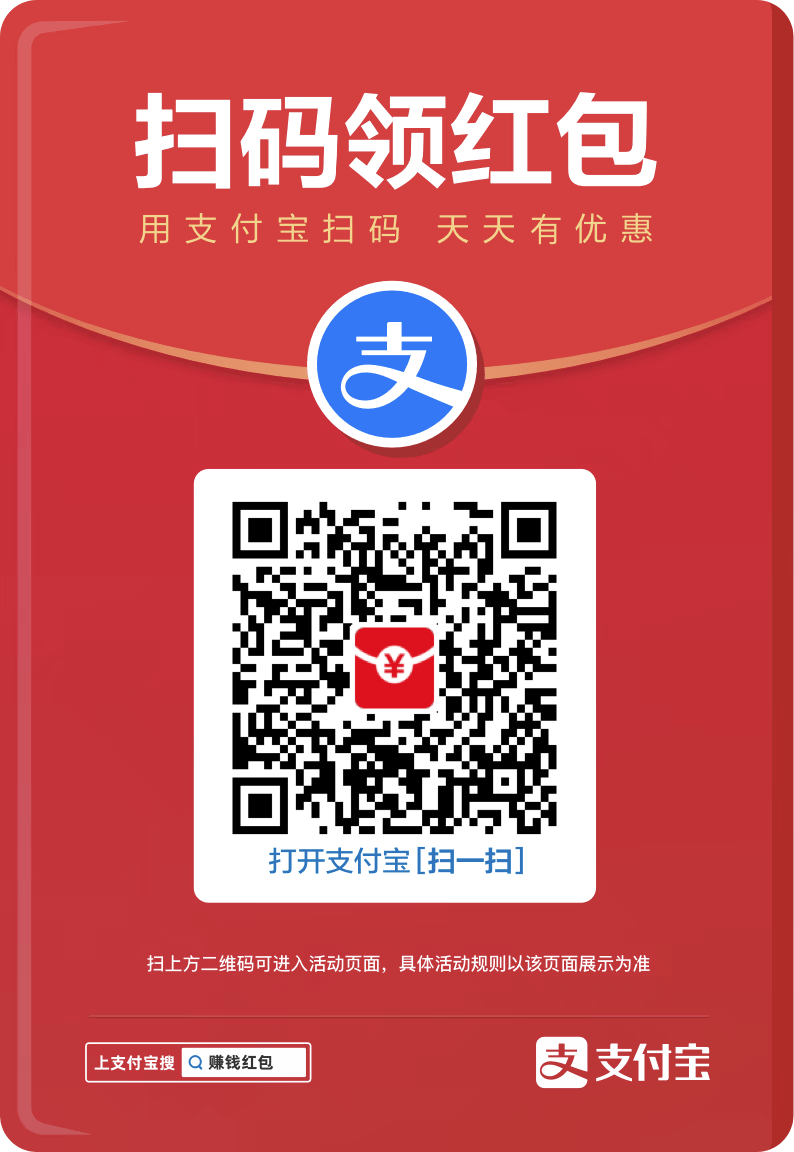 扫码领红包
用支付宝扫码 天天有优惠
支
¥
打开支付宝[扫一扫]
扫上方二维码可进入活动页面，具体活动规则以该页面展示为准
上支付宝搜 赚钱红包
支 支付宝